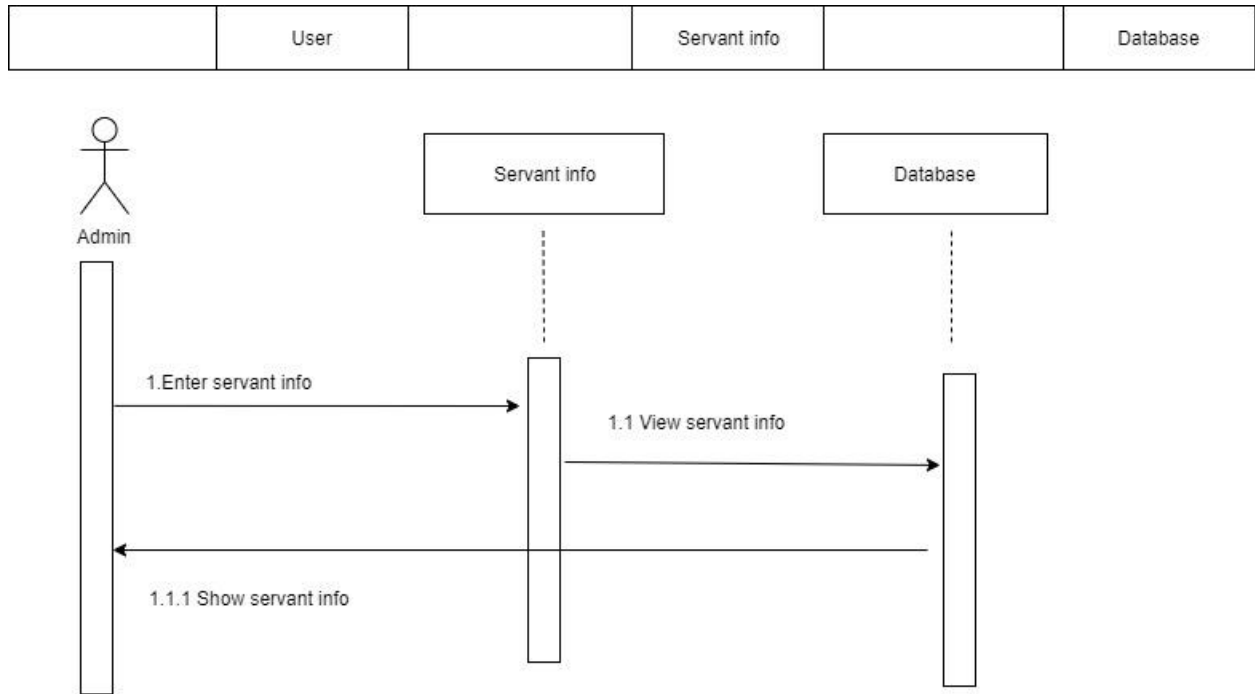 User
Servant info
Database
Servant info
Database
Admin
1.Enter servant info
1.1 View servant info
1.1.1 Show servant info